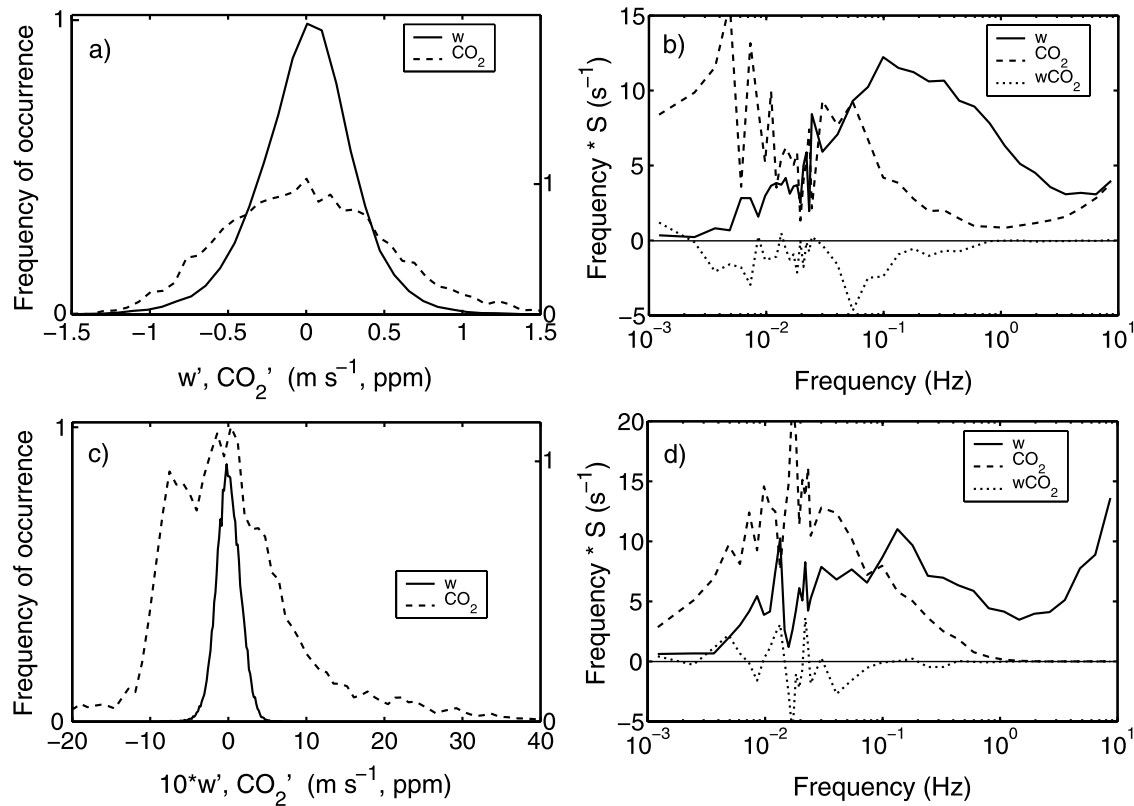 a)
w
CO2
Frequency of occurrence
1
0
1
0
−1.5 −1 −0.5 0 0.5 1 1.5
w’, CO2’ (m s−1, ppm)
b)
w
CO2
wCO2
Frequency * S (s−1)
15
10
5
0
−5
10−3 10−2 10−1 100 101
Frequency (Hz)
c)
w
CO2
Frequency of occurrence
1
0
1
0
−20 −10 0 10 20 30 40
10*w’, CO2’ (m s−1, ppm)
d)
w
CO2
wCO2
Frequency * S (s−1)
20
15
10
5
0
−5
10−3 10−2 10−1 100 101
Frequency (Hz)